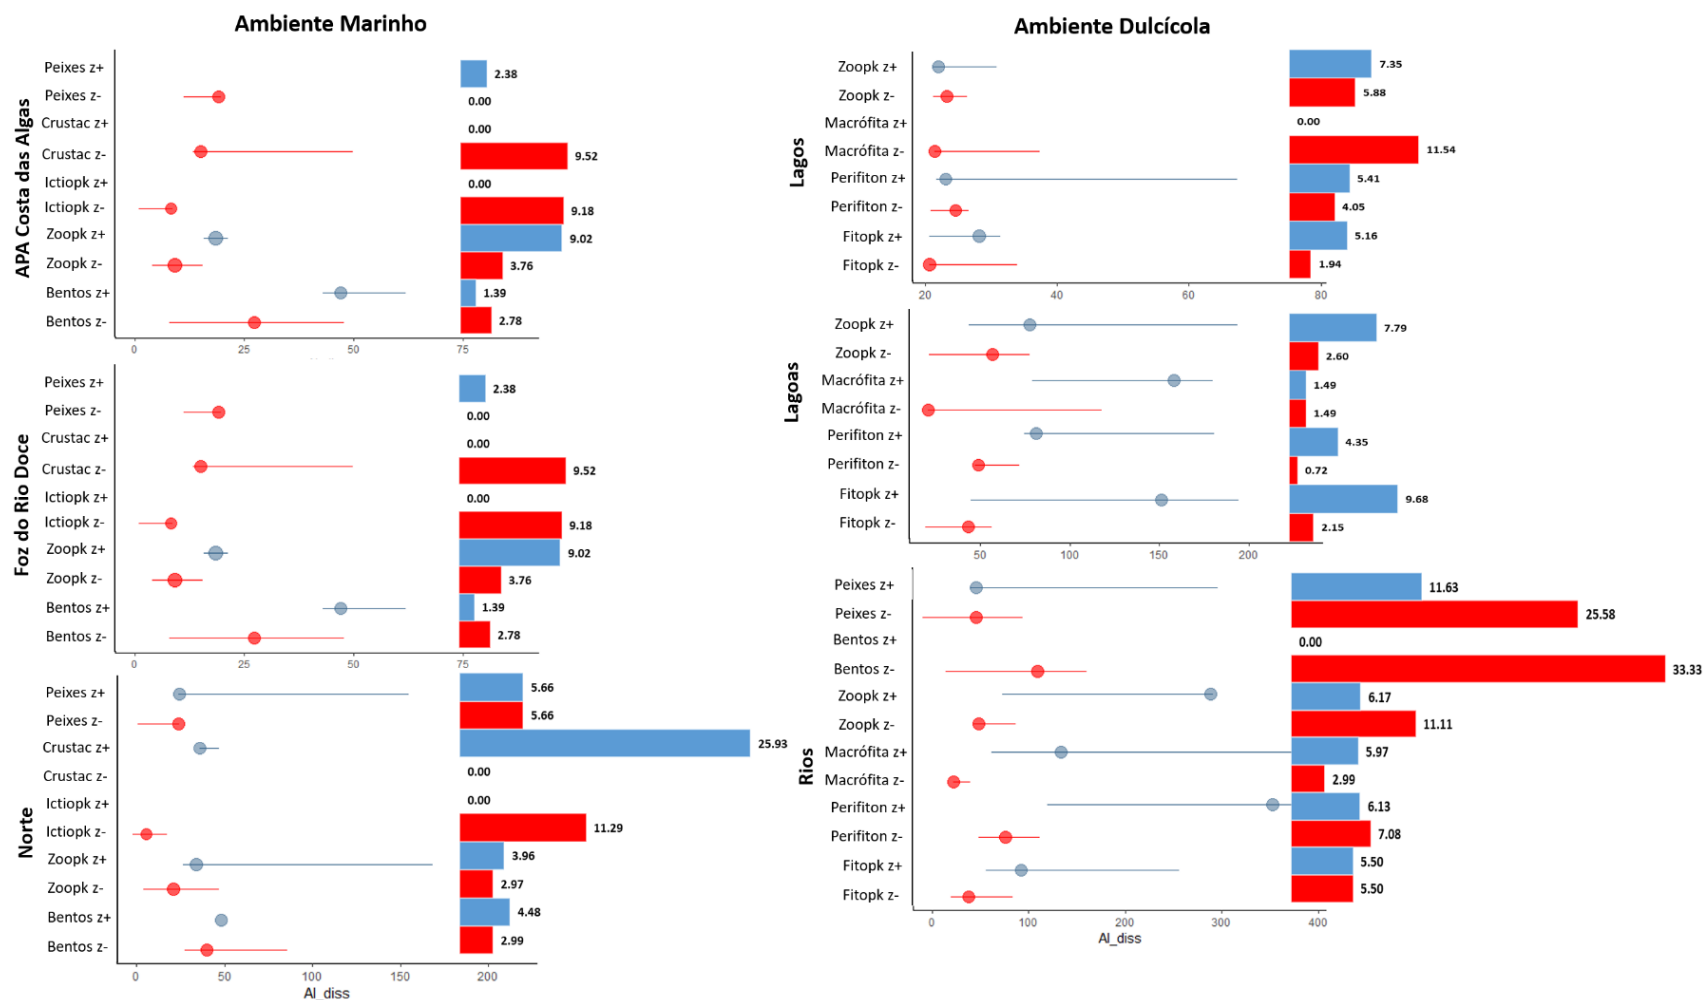 Ambiente Marinho
APA Costa das Algas
Peixes z+
2.38
Peixes z-
0.00
Crustac z+
0.00
Crustac z-
9.52
Ictiopk z+
0.00
Ictiopk z-
9.18
Zoopk z+
9.02
Zoopk z-
3.76
Bentos z+
1.39
Bentos z-
2.78
0 25 50 75
Foz do Rio Doce
Peixes z+
2.38
Peixes z-
0.00
Crustac z+
0.00
Crustac z-
9.52
Ictiopk z+
0.00
Ictiopk z-
9.18
Zoopk z+
9.02
Zoopk z-
3.76
Bentos z+
1.39
Bentos z-
2.78
0 25 50 75
Norte
Peixes z+
5.66
Peixes z-
5.66
Crustac z+
25.93
Crustac z-
0.00
Ictiopk z+
0.00
Ictiopk z-
11.29
Zoopk z+
3.96
Zoopk z-
2.97
Bentos z+
4.48
Bentos z-
2.99
0 50 100 150 200
Al_diss
Ambiente Dulcícola
Lagos
Zoopk z+
7.35
Zoopk z-
5.88
Macrófita z+
0.00
Macrófita z-
11.54
Perifiton z+
5.41
Perifiton z-
4.05
Fitopk z+
5.16
Fitopk z-
1.94
20 40 60 80
Lagoas
Zoopk z+
7.79
Zoopk z-
2.60
Macrófita z+
1.49
Macrófita z-
1.49
Perifiton z+
4.35
Perifiton z-
0.72
Fitopk z+
9.68
Fitopk z-
2.15
50 100 150 200
Rios
Peixes z+
11.63
Peixes z-
25.58
Bentos z+
0.00
Bentos z-
33.33
Zoopk z+
6.17
Zoopk z-
11.11
Macrófita z+
5.97
Macrófita z-
2.99
Perifiton z+
6.13
Perifiton z-
7.08
Fitopk z+
5.50
Fitopk z-
5.50
0 100 200 300 400
Al_diss